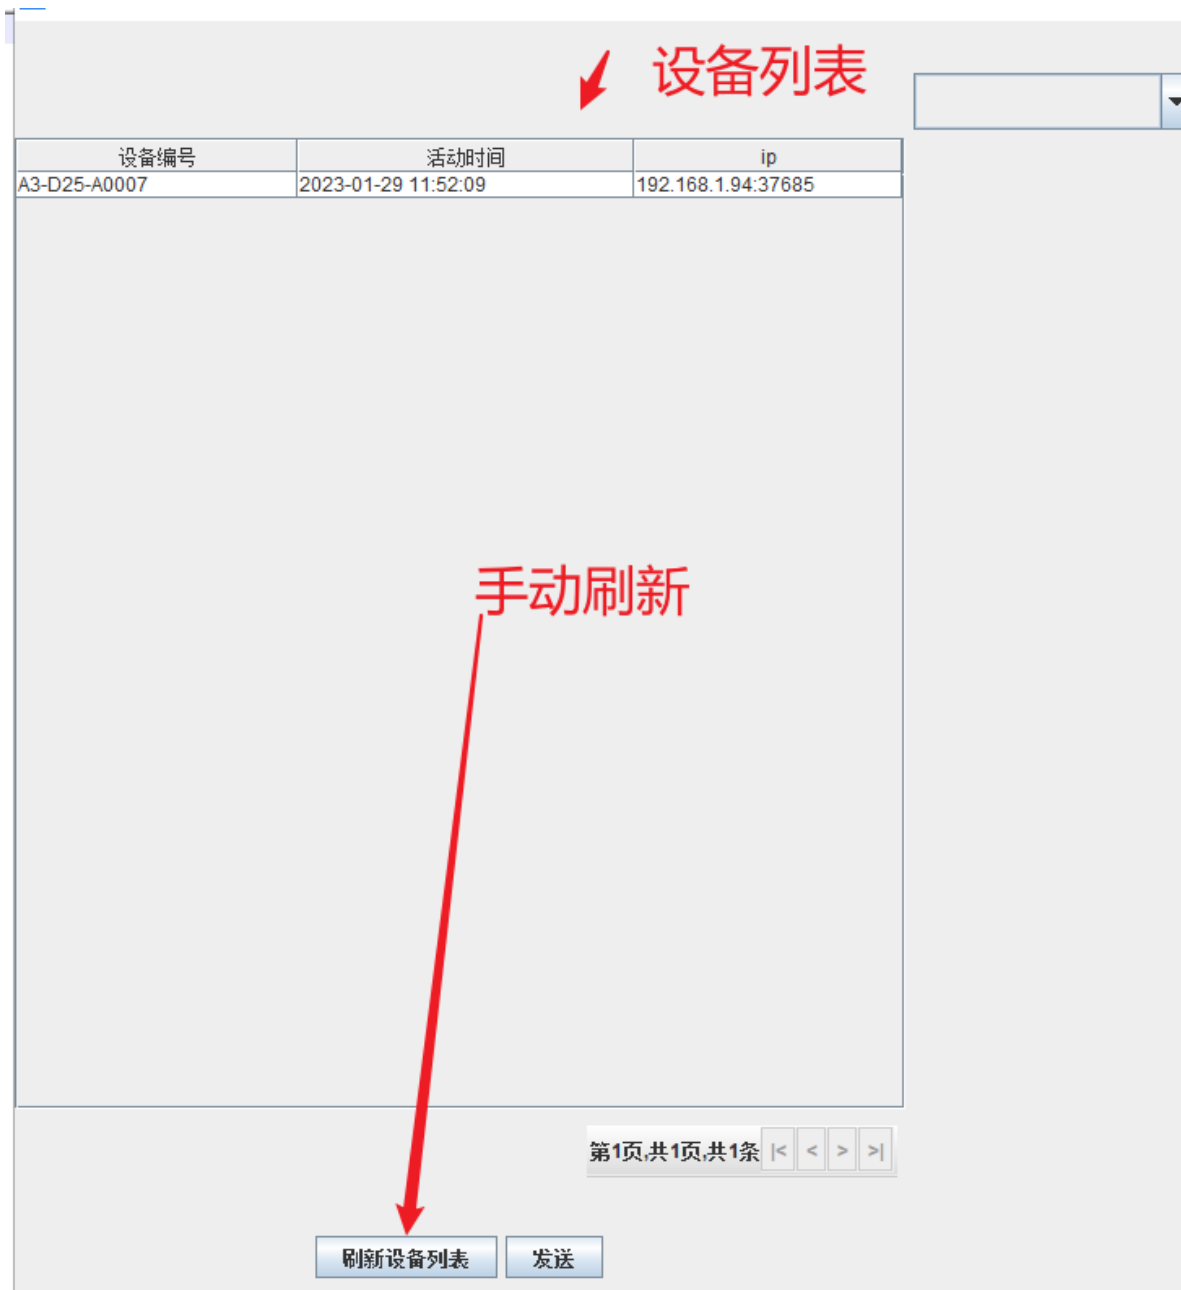 设备列表
设备编号 活动时间 ip
A3-D25-A0007 2023-01-29 11:52:09 192.168.1.94:37685
手动刷新
第1页,共1页,共1条 |< < > >|
刷新设备列表 发送